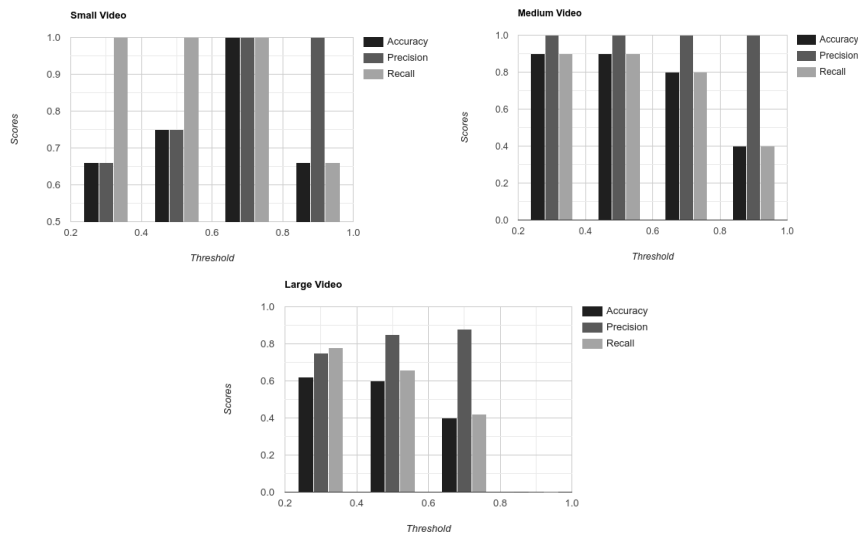 Small Video
1.0
0.9
0.8
0.7
0.6
0.5
Scores
0.2 0.4 0.6 0.8 1.0
Threshold
Accuracy
Precision
Recall
Medium Video
1.0
0.8
0.6
0.4
0.2
0.0
Scores
0.2 0.4 0.6 0.8 1.0
Threshold
Accuracy
Precision
Recall
Large Video
1.0
0.8
0.6
0.4
0.2
0.0
Scores
0.2 0.4 0.6 0.8 1.0
Threshold
Accuracy
Precision
Recall